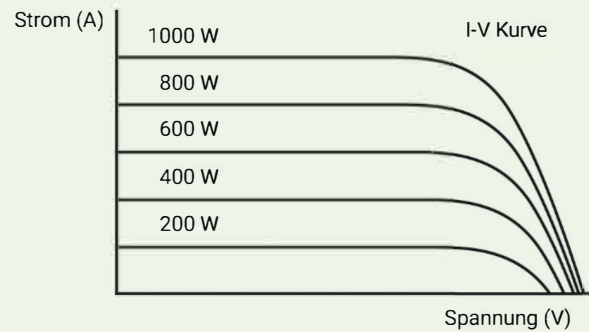 Strom (A)
I-V Kurve
1000 W
800 W
600 W
400 W
200 W
Spannung (V)